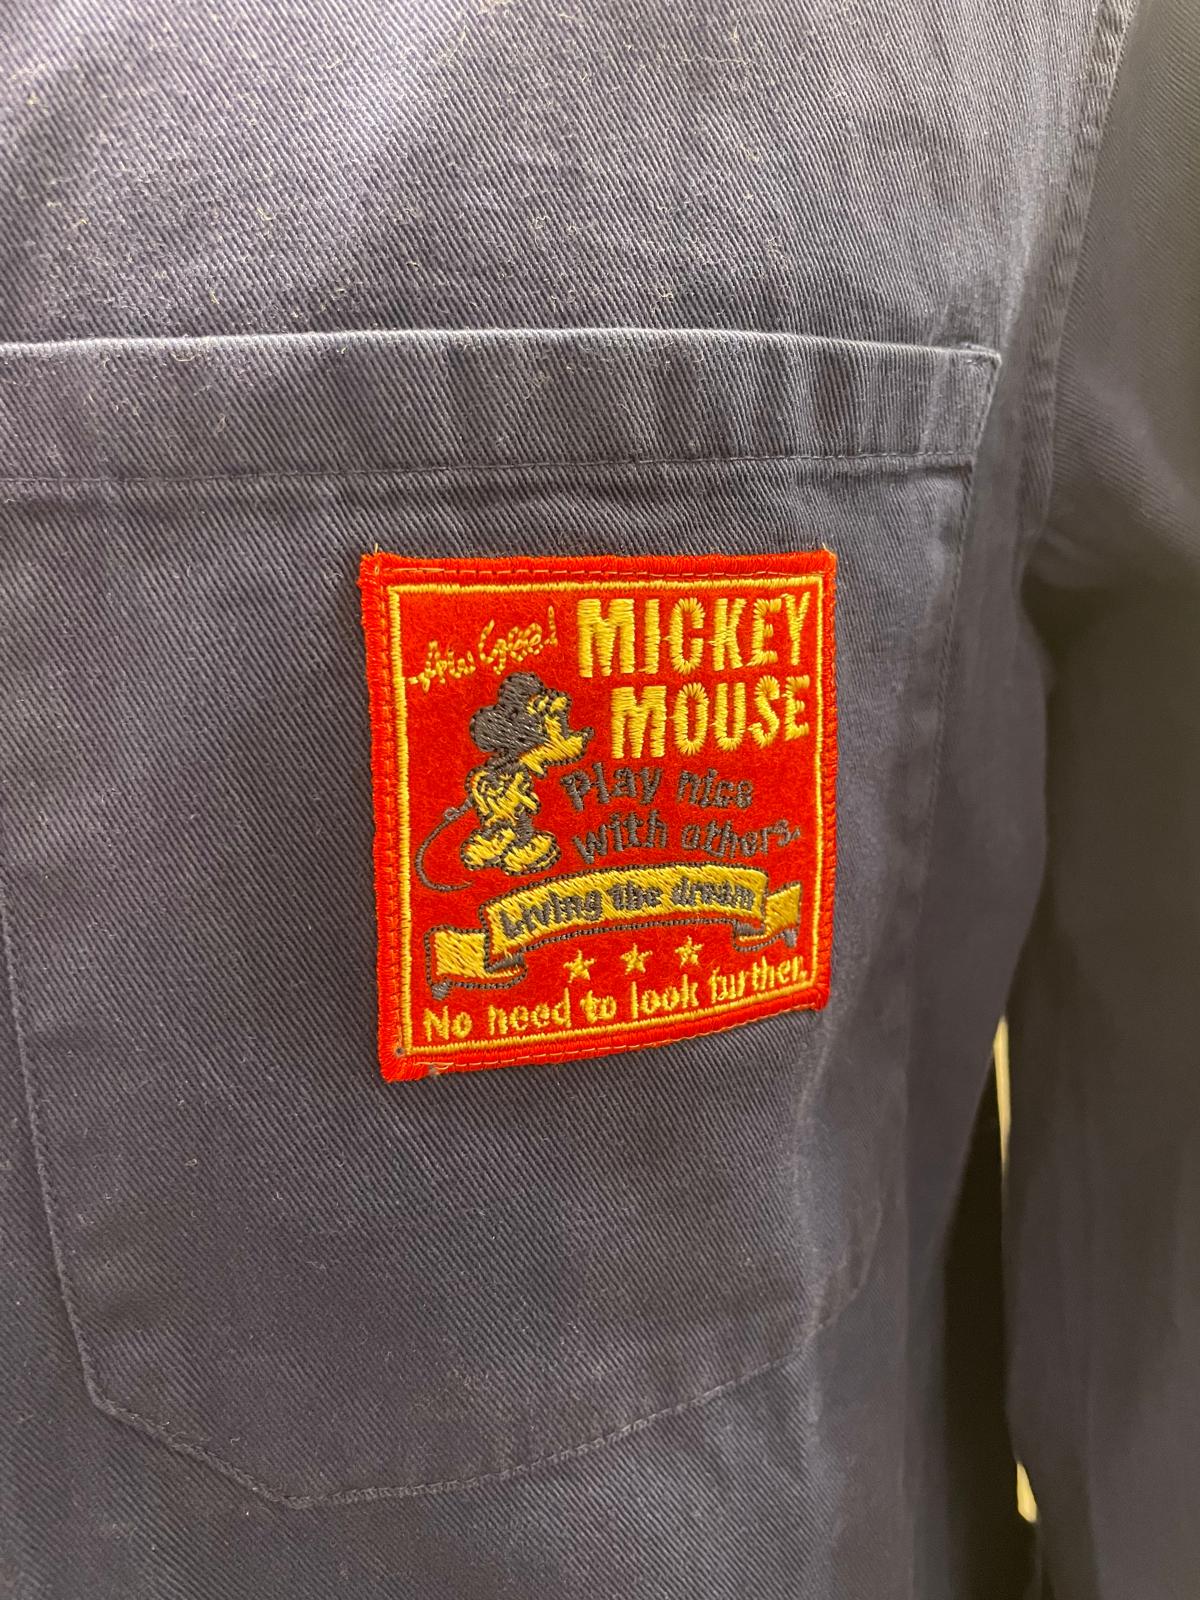 Aw Gee!
MICKEY
MOUSE
Play nice
with others.
Living the dream
No need to look further.